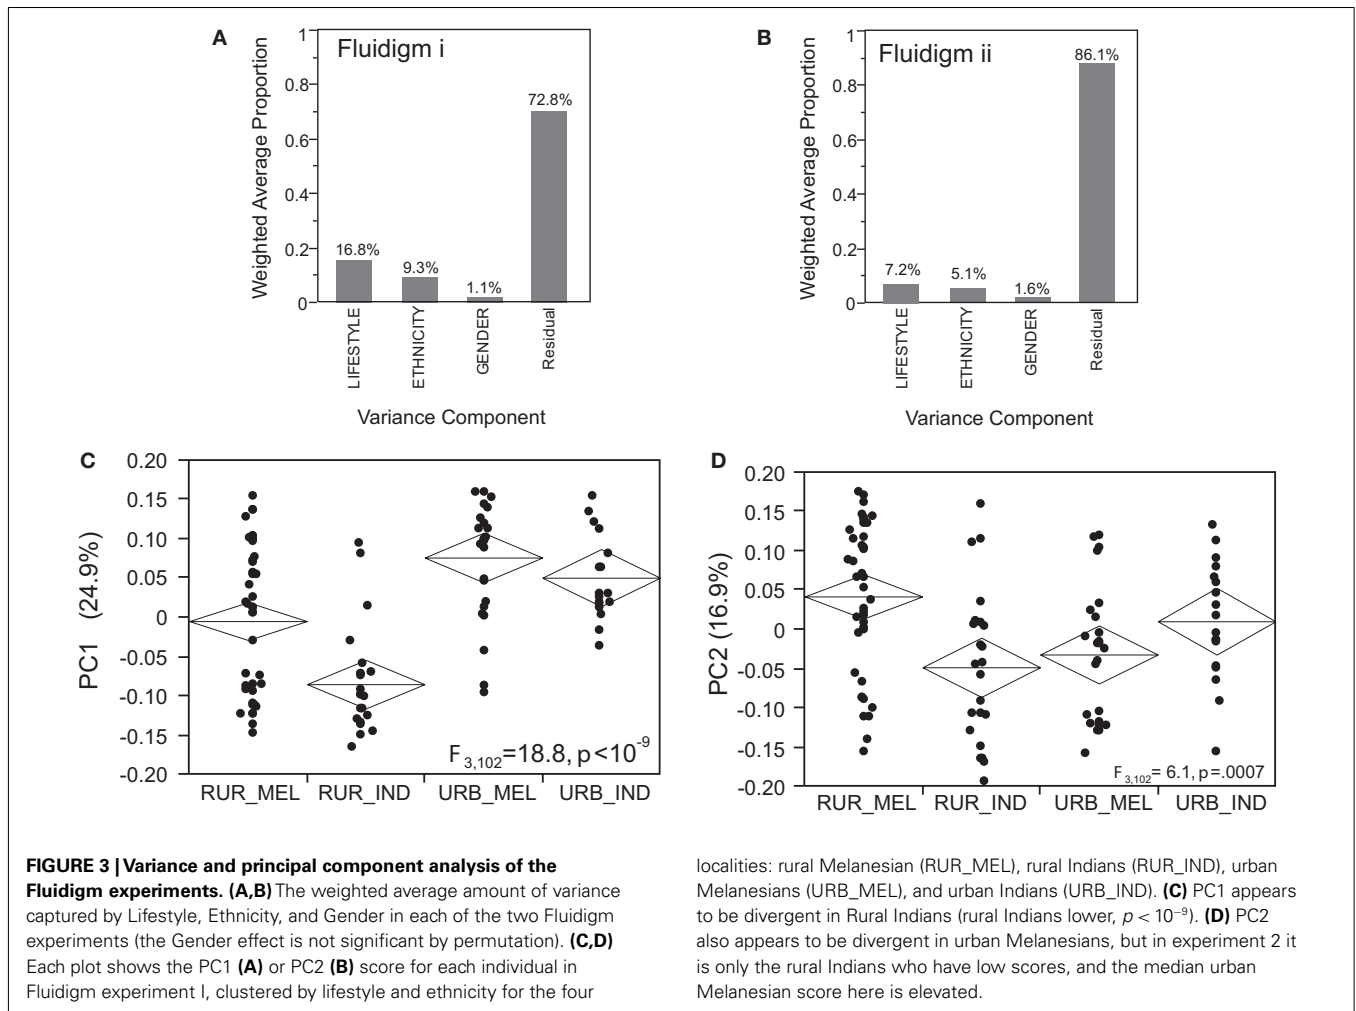 A
Fluidigm i
Weighted Average Proportion
1
0.8
0.6
0.4
0.2
0
16.8%
9.3%
1.1%
72.8%
LIFESTYLE
ETHNICITY
GENDER
Residual
Variance Component
B
Fluidigm ii
Weighted Average Proportion
1
0.8
0.6
0.4
0.2
0
7.2%
5.1%
1.6%
86.1%
LIFESTYLE
ETHNICITY
GENDER
Residual
Variance Component
C
PC1 (24.9%)
0.20
0.15
0.10
0.05
0
-0.05
-0.10
-0.15
-0.20
F3,102=18.8, p<10-9
RUR_MEL RUR_IND URB_MEL URB_IND
D
PC2 (16.9%)
0.20
0.15
0.10
0.05
0
-0.05
-0.10
-0.15
-0.20
F3,102= 6.1, p=.0007
RUR_MEL RUR_IND URB_MEL URB_IND
FIGURE 3 | Variance and principal component analysis of the
Fluidigm experiments. (A,B) The weighted average amount of variance
captured by Lifestyle, Ethnicity, and Gender in each of the two Fluidigm
experiments (the Gender effect is not significant by permutation). (C,D)
Each plot shows the PC1 (A) or PC2 (B) score for each individual in
Fluidigm experiment I, clustered by lifestyle and ethnicity for the four
localities: rural Melanesian (RUR_MEL), rural Indians (RUR_IND), urban
Melanesians (URB_MEL), and urban Indians (URB_IND). (C) PC1 appears
to be divergent in Rural Indians (rural Indians lower, p < 10−9). (D) PC2
also appears to be divergent in urban Melanesians, but in experiment 2 it
is only the rural Indians who have low scores, and the median urban
Melanesian score here is elevated.